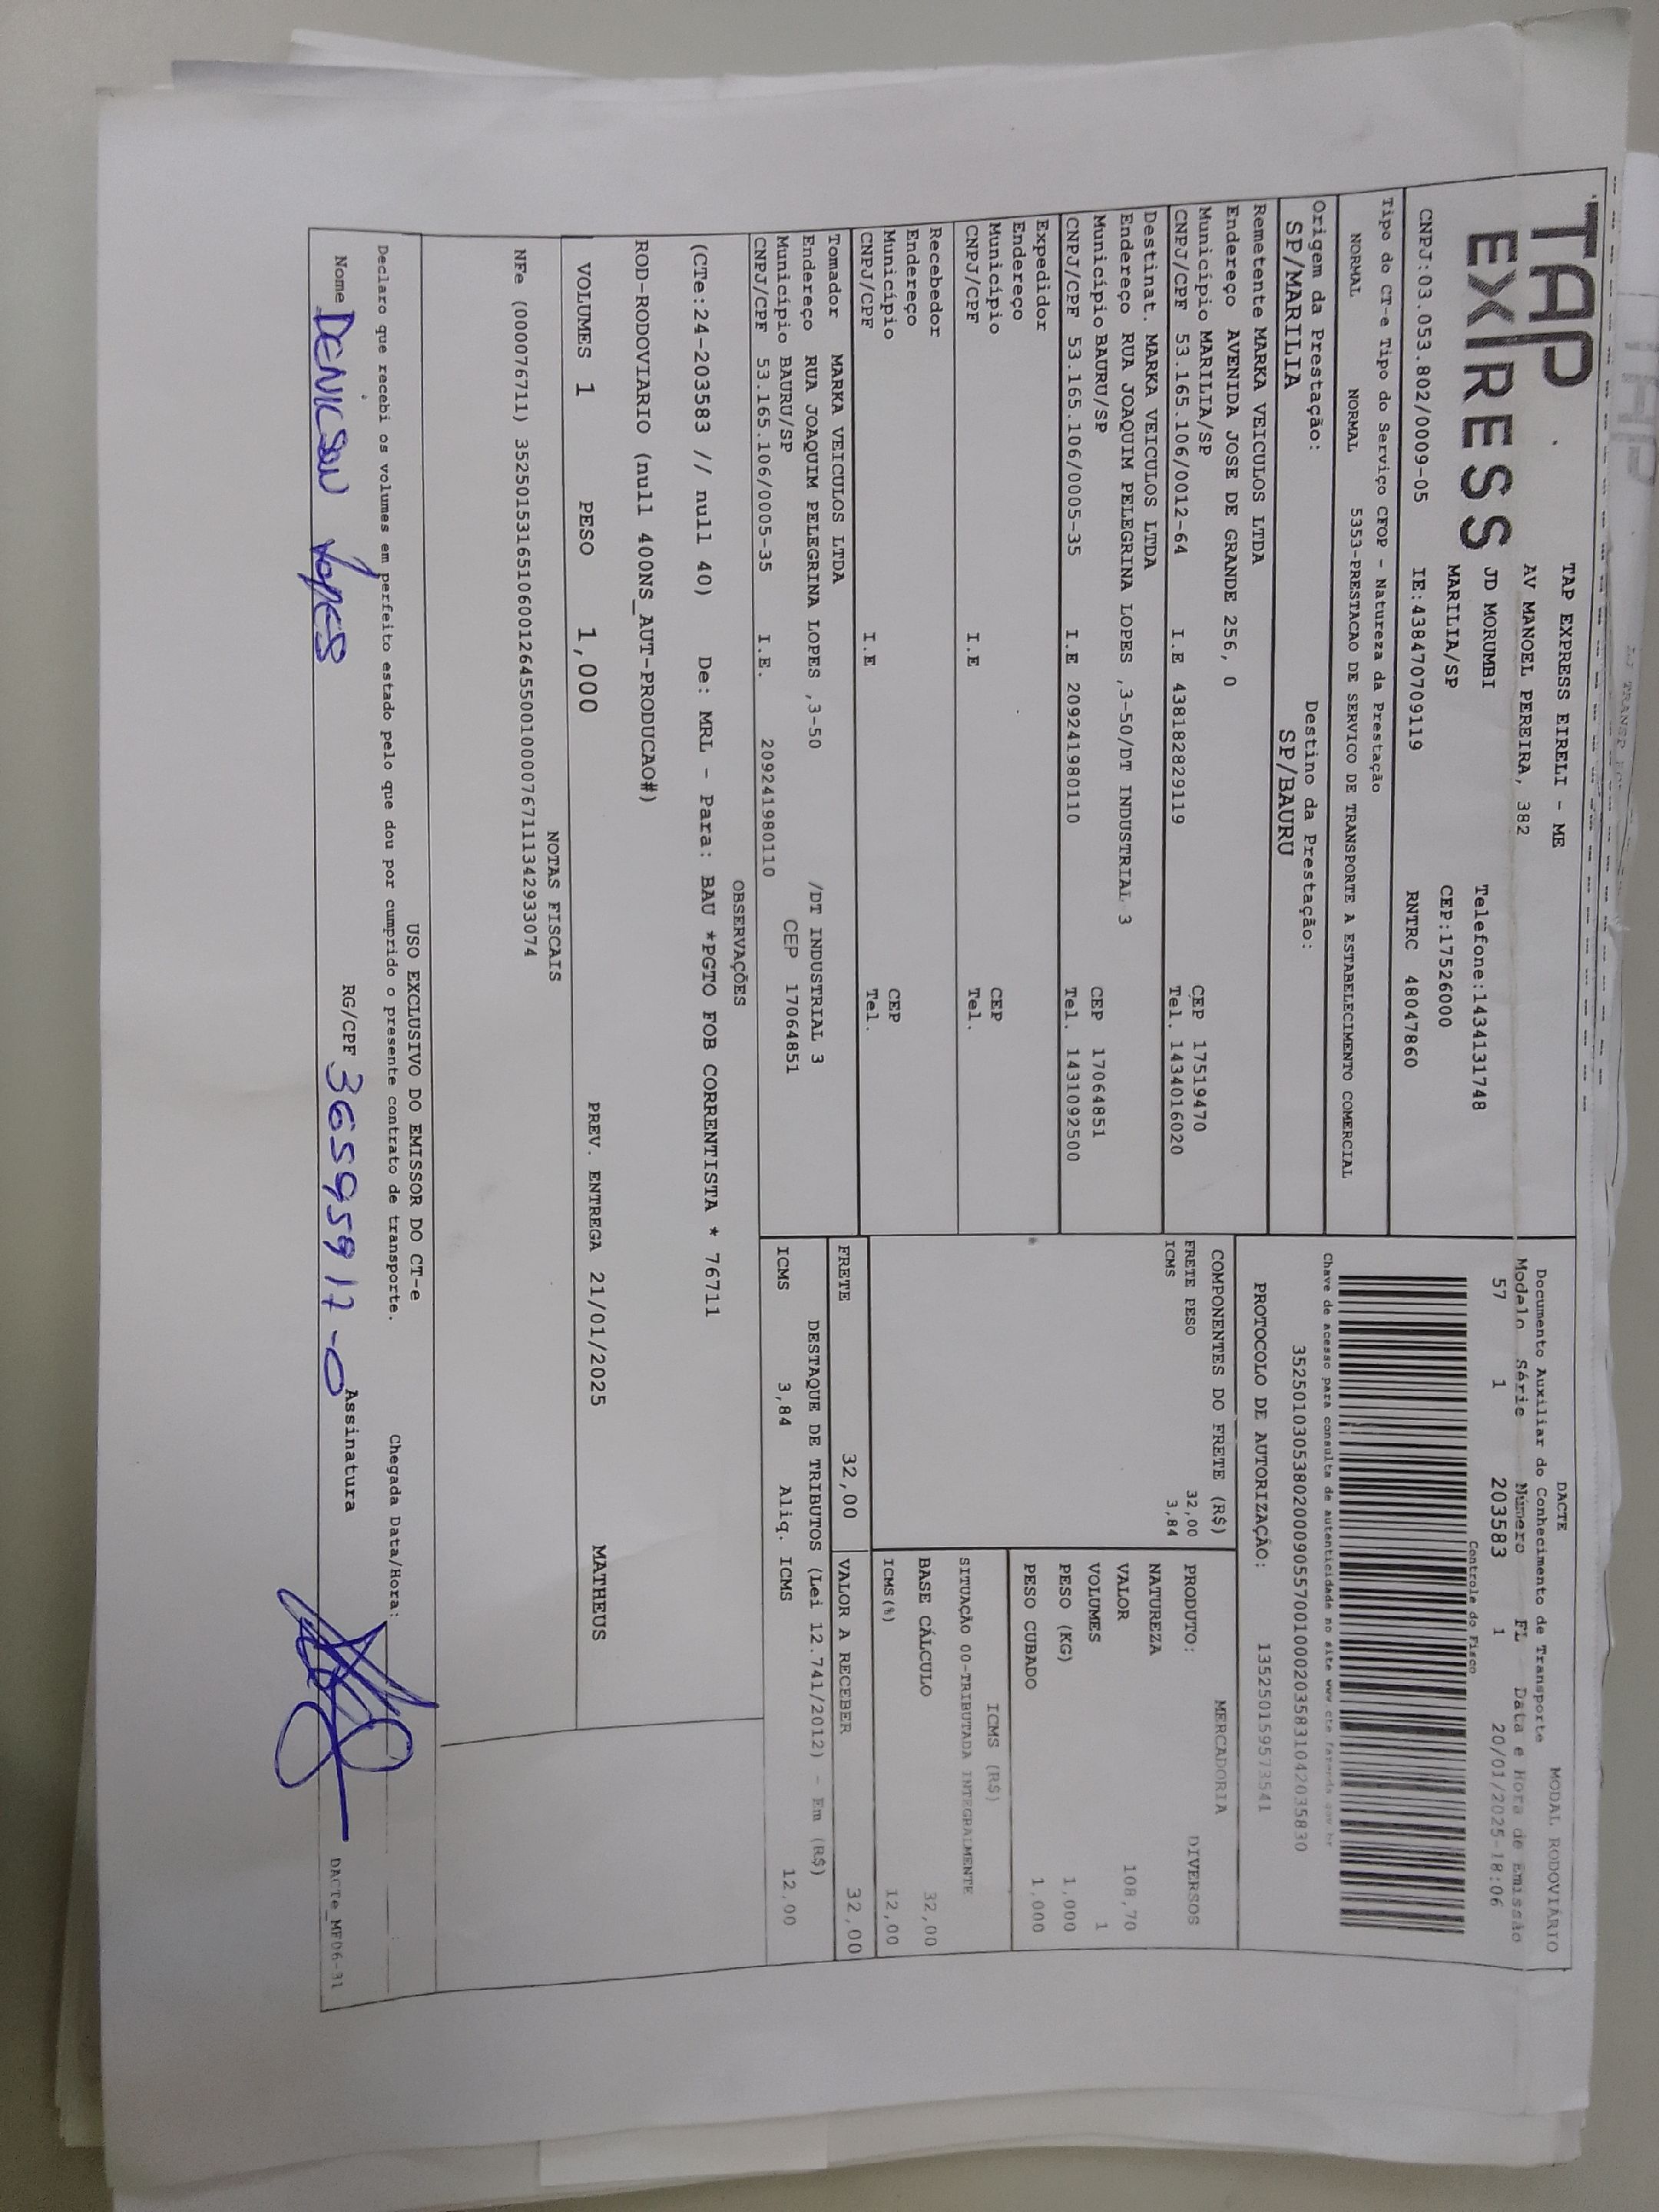 TAP EXPRESS
TAP EXPRESS EIRELI - ME
AV MANOEL PEREIRA, 382
JD MORUMBI Telefone:1434131748
MARILIA/SP CEP:17526000
CNPJ:03.053.802/0009-05 IE:438470709119 RNTRC 48047860
DACTE MODAL RODOVIÁRIO
Documento Auxiliar do Conhecimento de Transporte
Modelo Série Número FL Data e Hora de Emissão
57 1 203583 1 20/01/2025-18:06
Controle do Fisco
Chave de acesso para consulta de autenticidade no site www cte fazenda gov br
35250103053802000905570010002035831042035830
PROTOCOLO DE AUTORIZAÇÃO: 135250159573541
Tipo do CT-e Tipo do Serviço CFOP - Natureza da Prestação
NORMAL NORMAL 5353-PRESTACAO DE SERVICO DE TRANSPORTE A ESTABELECIMENTO COMERCIAL
Origem da Prestação: Destino da Prestação:
SP/MARILIA SP/BAURU
Remetente MARKA VEICULOS LTDA
Endereço AVENIDA JOSE DE GRANDE 256, 0
Município MARILIA/SP CEP 17519470
CNPJ/CPF 53.165.106/0012-64 I.E 438182829119 Tel. 1434016020
Destinat. MARKA VEICULOS LTDA
Endereço RUA JOAQUIM PELEGRINA LOPES ,3-50/DT INDUSTRIAL 3
Município BAURU/SP CEP 17064851
CNPJ/CPF 53.165.106/0005-35 I.E 209241980110 Tel. 1431092500
Expedidor
Endereço
Município CEP
CNPJ/CPF I.E Tel.
Recebedor
Endereço
Município CEP
CNPJ/CPF I.E Tel.
Tomador MARKA VEICULOS LTDA
Endereço RUA JOAQUIM PELEGRINA LOPES ,3-50 /DT INDUSTRIAL 3
Município BAURU/SP CEP 17064851
CNPJ/CPF 53.165.106/0005-35 I.E. 209241980110
COMPONENTES DO FRETE (R$)
FRETE PESO 32,00
ICMS 3,84
MERCADORIA
PRODUTO: DIVERSOS
NATUREZA
VALOR 108,70
VOLUMES 1
PESO (KG) 1,000
PESO CUBADO 1,000
ICMS (R$)
SITUAÇÃO 00-TRIBUTADA INTEGRALMENTE
BASE CÁLCULO 32,00
ICMS(%) 12,00
FRETE 32,00 VALOR A RECEBER 32,00
DESTAQUE DE TRIBUTOS (Lei 12.741/2012) - Em (R$)
ICMS 3,84 Aliq. ICMS 12,00
OBSERVAÇÕES
(CTe:24-203583 // null 40) De: MRL - Para: BAU *PGTO FOB CORRENTISTA * 76711
ROD-RODOVIARIO (null 400NS_AUT-PRODUCAO#)
VOLUMES 1 PESO 1,000 PREV. ENTREGA 21/01/2025 MATHEUS
NOTAS FISCAIS
NFe (000076711) 35250153165106001264550010000767111342933074
USO EXCLUSIVO DO EMISSOR DO CT-e
Declaro que recebi os volumes em perfeito estado pelo que dou por cumprido o presente contrato de transporte. Chegada Data/Hora:
Nome DENILSON LOPES RG/CPF 36595917-0 Assinatura
DACTe_MF06-31